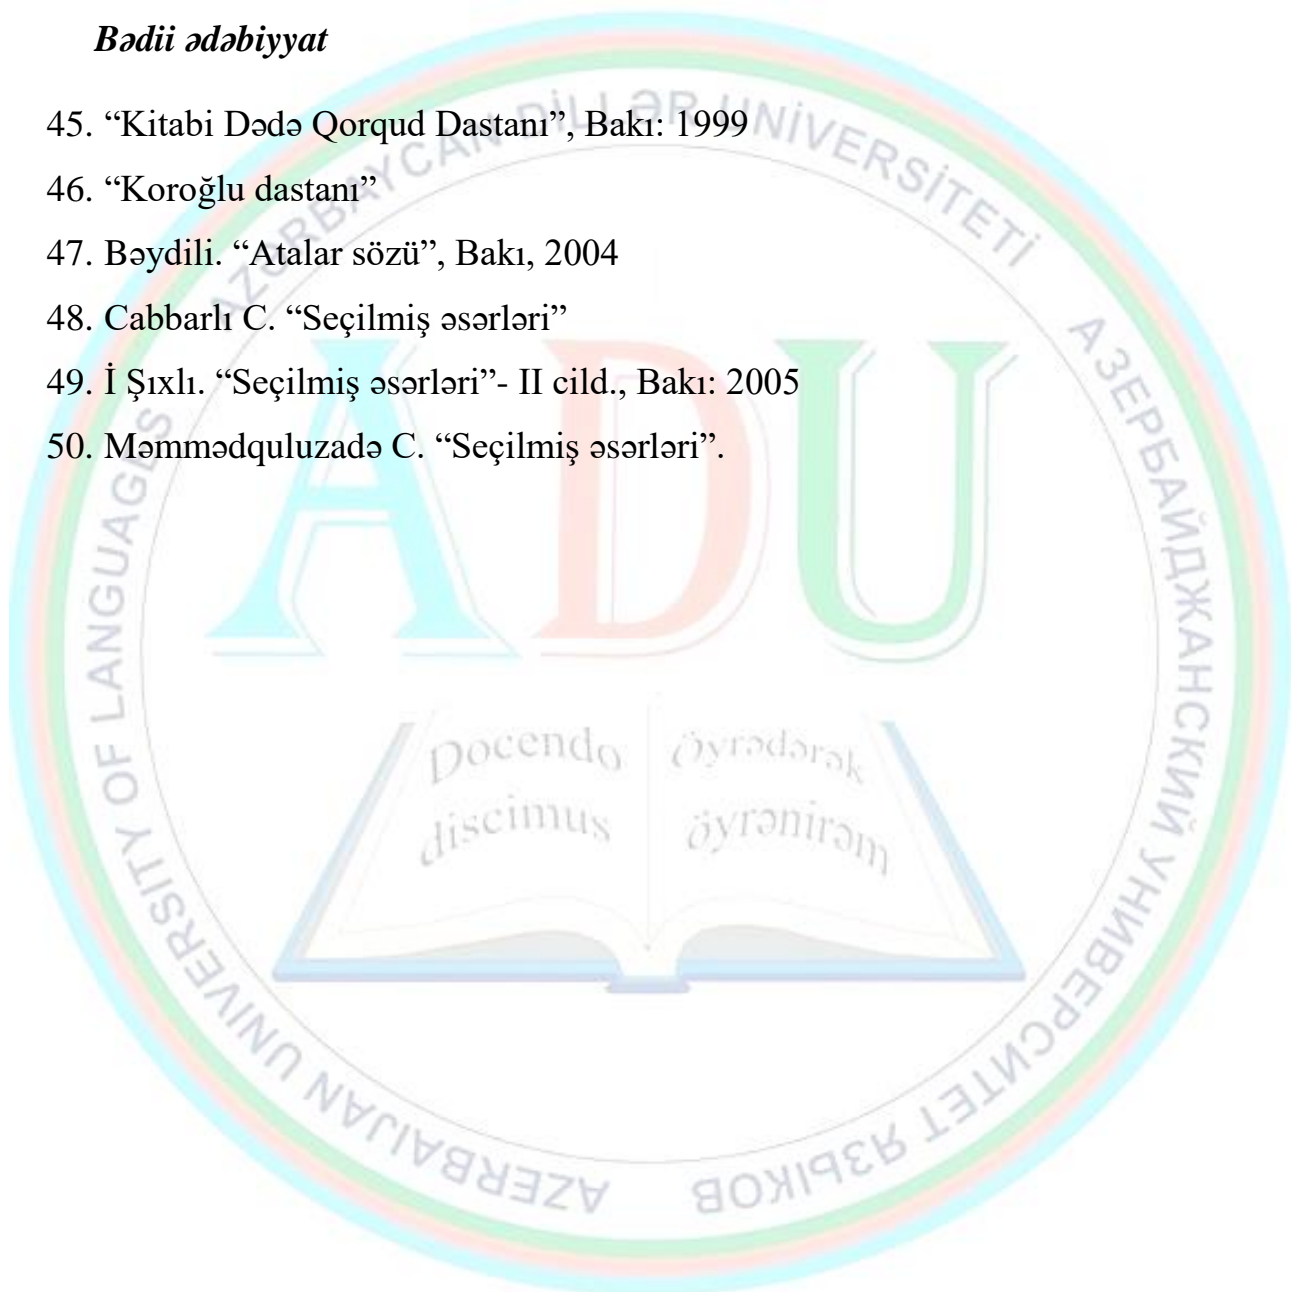 Bədii ədəbiyyat
45. “Kitabi Dədə Qorqud Dastanı”, Bakı: 1999
46. “Koroğlu dastanı”
47. Bəydili. “Atalar sözü”, Bakı, 2004
48. Cabbarlı C. “Seçilmiş əsərləri”
49. İ Şıxlı. “Seçilmiş əsərləri”- II cild., Bakı: 2005
50. Məmmədquluzadə C. “Seçilmiş əsərləri”.
AZƏRBAYCAN DİLLƏR UNİVERSİTETİ
АЗЕРБАЙДЖАНСКИЙ УНИВЕРСИТЕТ ЯЗЫКОВ
AZERBAIJAN UNIVERSITY OF LANGUAGES
ADU
Docendo
discimus
Öyrədərək
öyrənirəm